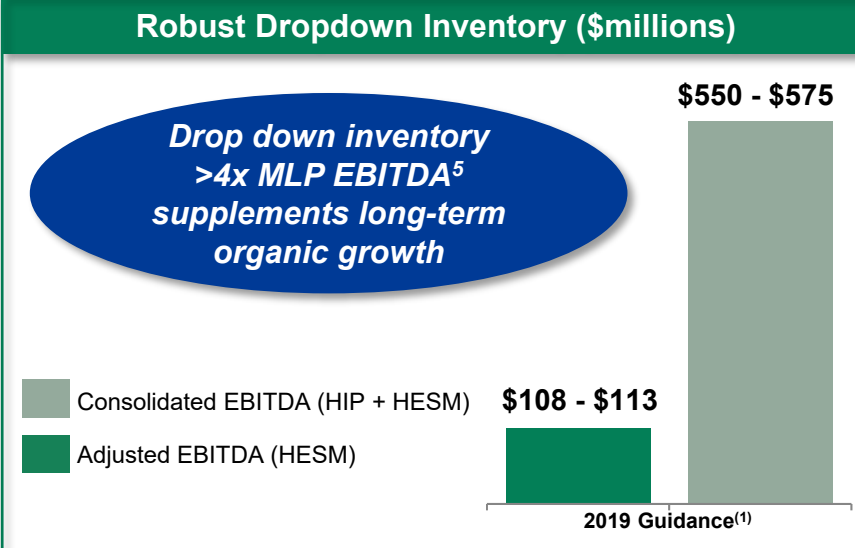 Robust Dropdown Inventory ($millions)
$550 - $575
Drop down inventory
>4x MLP EBITDA⁵
supplements long-term
organic growth
Consolidated EBITDA (HIP + HESM)
$108 - $113
Adjusted EBITDA (HESM)
2019 Guidance⁽¹⁾